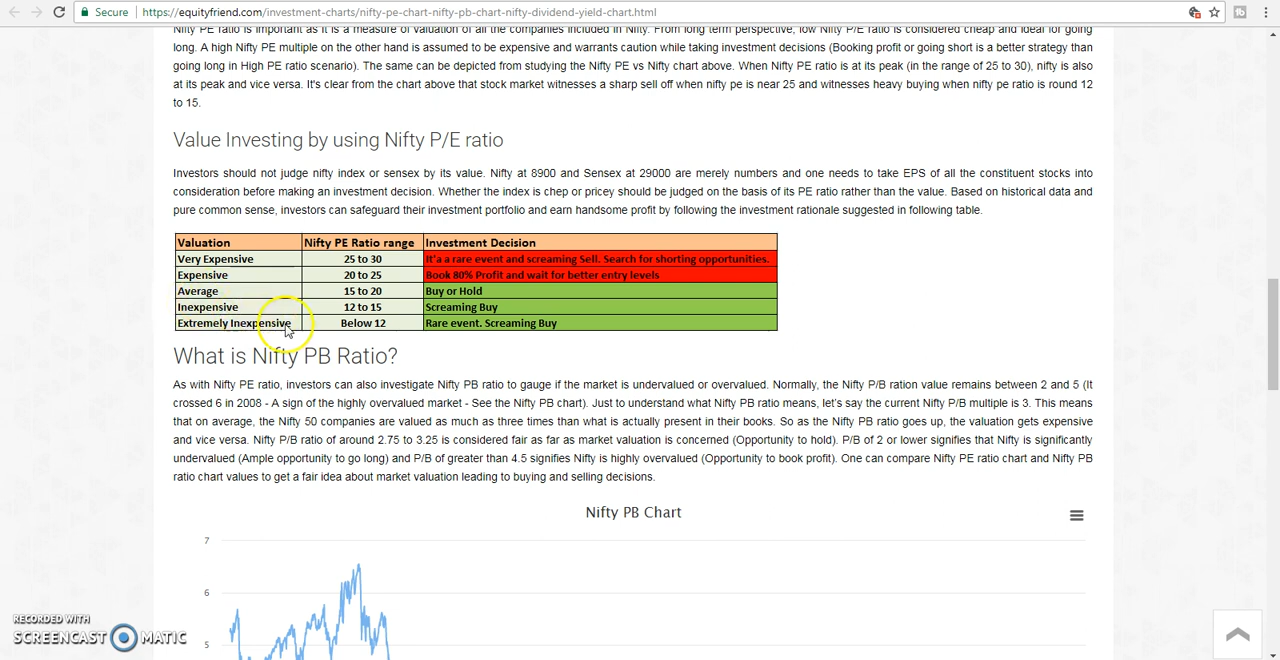 Secure
https://equityfriend.com/investment-charts/nifty-pe-chart-nifty-pb-chart-nifty-dividend-yield-chart.html
Nifty PE ratio is important as it is a measure of valuation of all the companies included in Nifty. From long term perspective, low Nifty P/E ratio is considered cheap and ideal for going
long. A high Nifty PE multiple on the other hand is assumed to be expensive and warrants caution while taking investment decisions (Booking profit or going short is a better strategy than
going long in High PE ratio scenario). The same can be depicted from studying the Nifty PE vs Nifty chart above. When Nifty PE ratio is at its peak (in the range of 25 to 30), nifty is also
at its peak and vice versa. It's clear from the chart above that stock market witnesses a sharp sell off when nifty pe is near 25 and witnesses heavy buying when nifty pe ratio is round 12
to 15.
Value Investing by using Nifty P/E ratio
Investors should not judge nifty index or sensex by its value. Nifty at 8900 and Sensex at 29000 are merely numbers and one needs to take EPS of all the constituent stocks into
consideration before making an investment decision. Whether the index is chep or pricey should be judged on the basis of its PE ratio rather than the value. Based on historical data and
pure common sense, investors can safeguard their investment portfolio and earn handsome profit by following the investment rationale suggested in following table.
Valuation Nifty PE Ratio range Investment Decision
Very Expensive 25 to 30 It'a a rare event and screaming Sell. Search for shorting opportunities.
Expensive 20 to 25 Book 80% Profit and wait for better entry levels
Average 15 to 20 Buy or Hold
Inexpensive 12 to 15 Screaming Buy
Extremely Inexpensive Below 12 Rare event. Screaming Buy
What is Nifty PB Ratio?
As with Nifty PE ratio, investors can also investigate Nifty PB ratio to gauge if the market is undervalued or overvalued. Normally, the Nifty P/B ration value remains between 2 and 5 (It
crossed 6 in 2008 - A sign of the highly overvalued market - See the Nifty PB chart). Just to understand what Nifty PB ratio means, let's say the current Nifty P/B multiple is 3. This means
that on average, the Nifty 50 companies are valued as much as three times than what is actually present in their books. So as the Nifty PB ratio goes up, the valuation gets expensive
and vice versa. Nifty P/B ratio of around 2.75 to 3.25 is considered fair as far as market valuation is concerned (Opportunity to hold). P/B of 2 or lower signifies that Nifty is significantly
undervalued (Ample opportunity to go long) and P/B of greater than 4.5 signifies Nifty is highly overvalued (Opportunity to book profit). One can compare Nifty PE ratio chart and Nifty PB
ratio chart values to get a fair idea about market valuation leading to buying and selling decisions.
Nifty PB Chart
7
6
5
RECORDED WITH
SCREENCAST MATIC